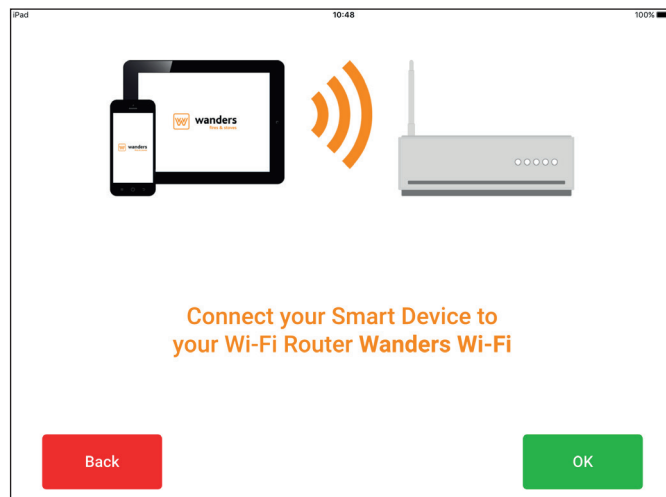 iPad 10:48 100%
wanders
fires & stoves
wanders
Connect your Smart Device to
your Wi-Fi Router Wanders Wi-Fi
Back OK